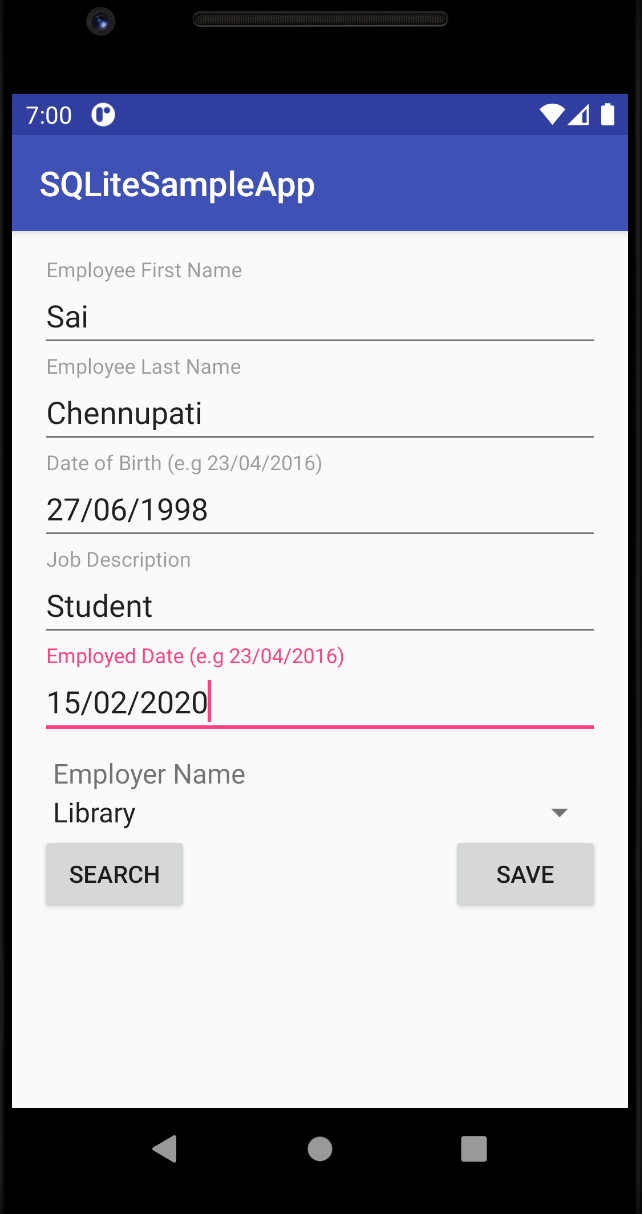 7:00
SQLiteSampleApp
Employee First Name
Sai
Employee Last Name
Chennupati
Date of Birth (e.g 23/04/2016)
27/06/1998
Job Description
Student
Employed Date (e.g 23/04/2016)
15/02/2020
Employer Name
Library
SEARCH SAVE